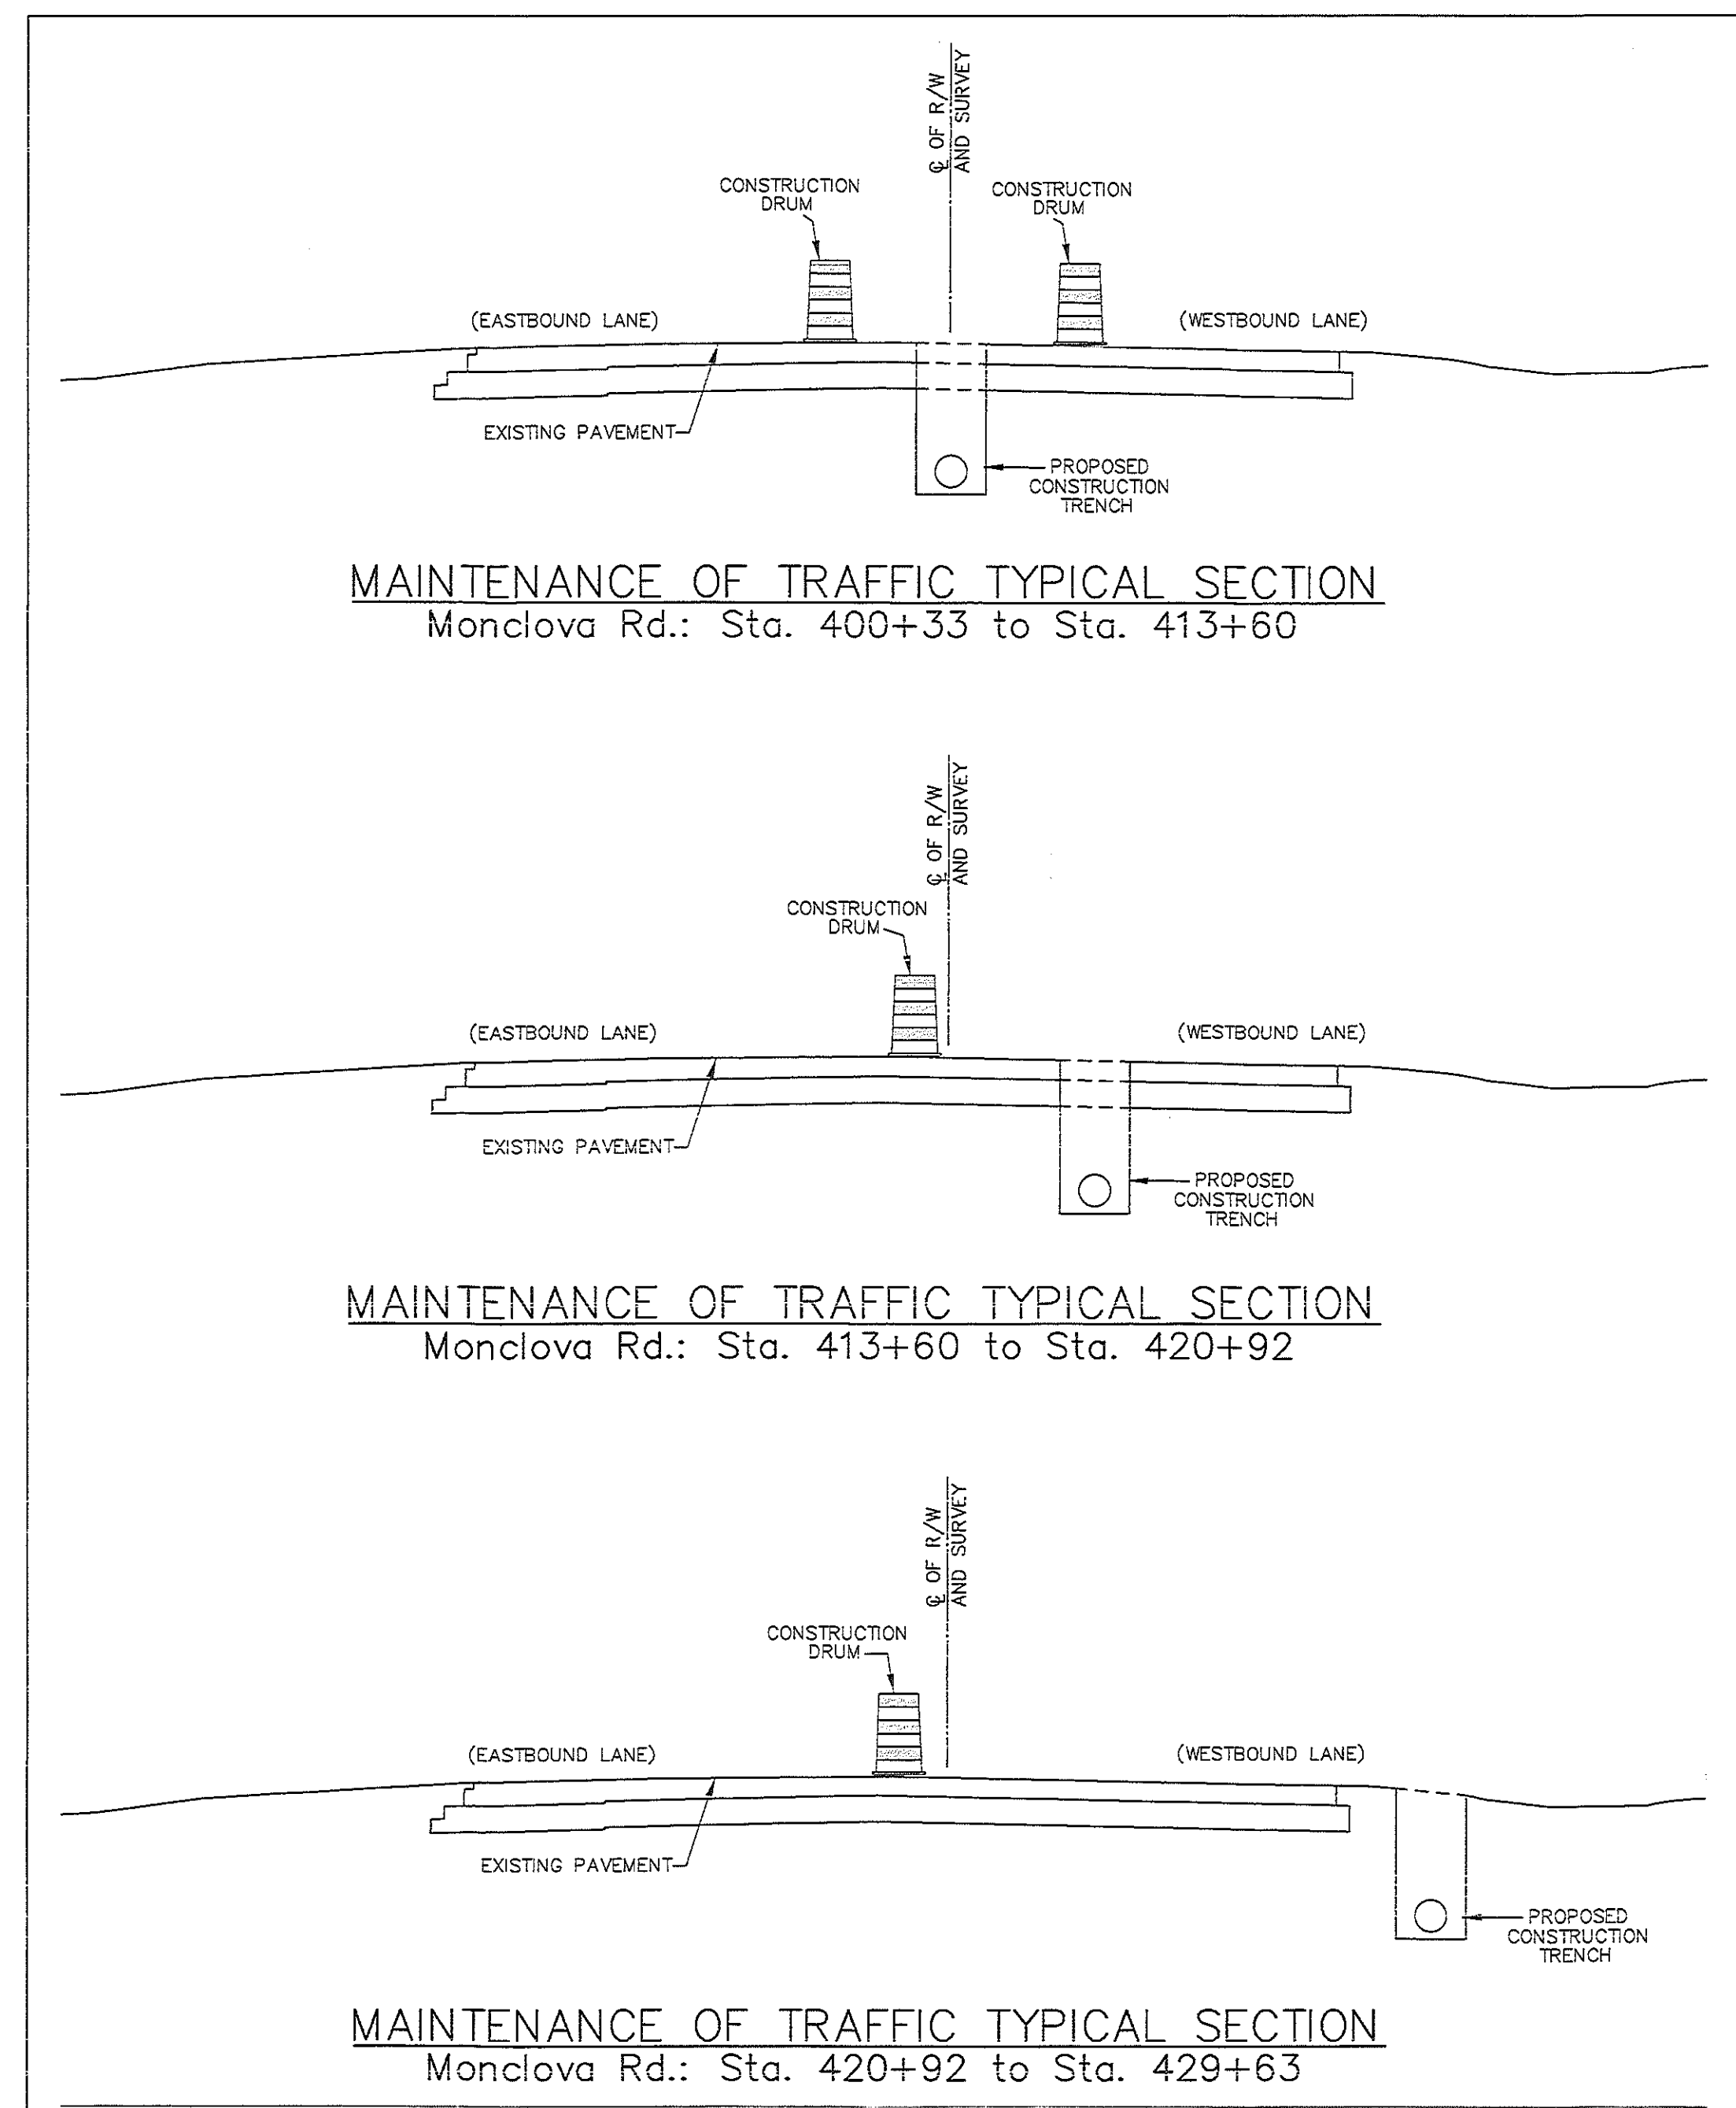 ℄ OF R/W
AND SURVEY
CONSTRUCTION
DRUM
CONSTRUCTION
DRUM
(EASTBOUND LANE)
(WESTBOUND LANE)
EXISTING PAVEMENT
PROPOSED
CONSTRUCTION
TRENCH
MAINTENANCE OF TRAFFIC TYPICAL SECTION
Monclova Rd.: Sta. 400+33 to Sta. 413+60
℄ OF R/W
AND SURVEY
CONSTRUCTION
DRUM
(EASTBOUND LANE)
(WESTBOUND LANE)
EXISTING PAVEMENT
PROPOSED
CONSTRUCTION
TRENCH
MAINTENANCE OF TRAFFIC TYPICAL SECTION
Monclova Rd.: Sta. 413+60 to Sta. 420+92
℄ OF R/W
AND SURVEY
CONSTRUCTION
DRUM
(EASTBOUND LANE)
(WESTBOUND LANE)
EXISTING PAVEMENT
PROPOSED
CONSTRUCTION
TRENCH
MAINTENANCE OF TRAFFIC TYPICAL SECTION
Monclova Rd.: Sta. 420+92 to Sta. 429+63